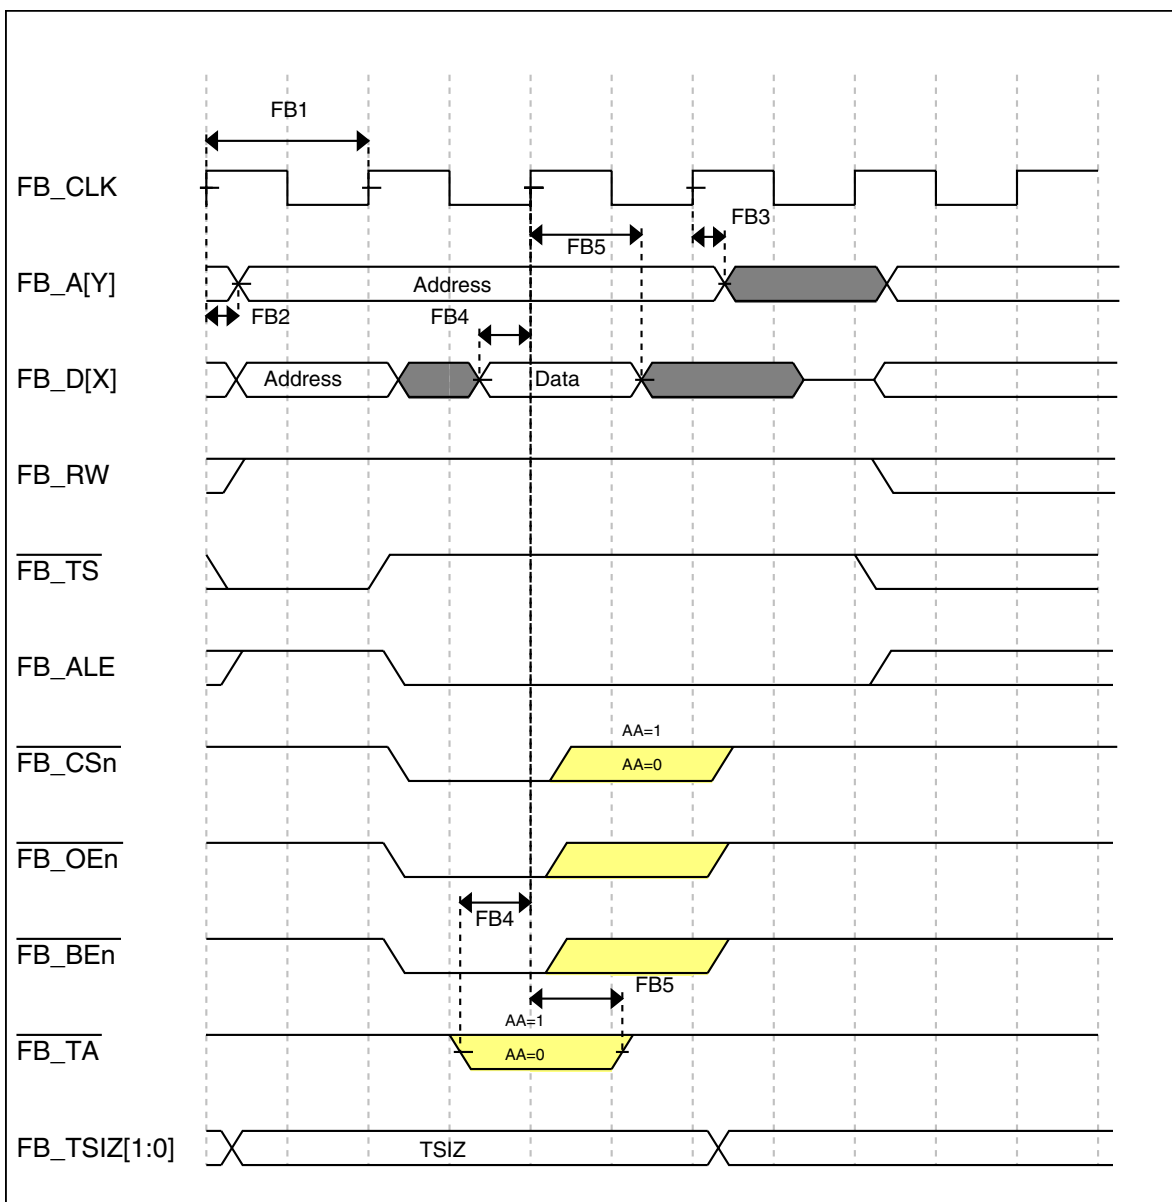 FB1
FB_CLK
FB3
FB5
FB_A[Y]
Address
FB2
FB4
FB_D[X]
Address
Data
FB_RW
FB_TS
FB_ALE
AA=1
FB_CSn
AA=0
FB_OEn
FB4
FB_BEn
FB5
AA=1
FB_TA
AA=0
FB_TSIZ[1:0]
TSIZ